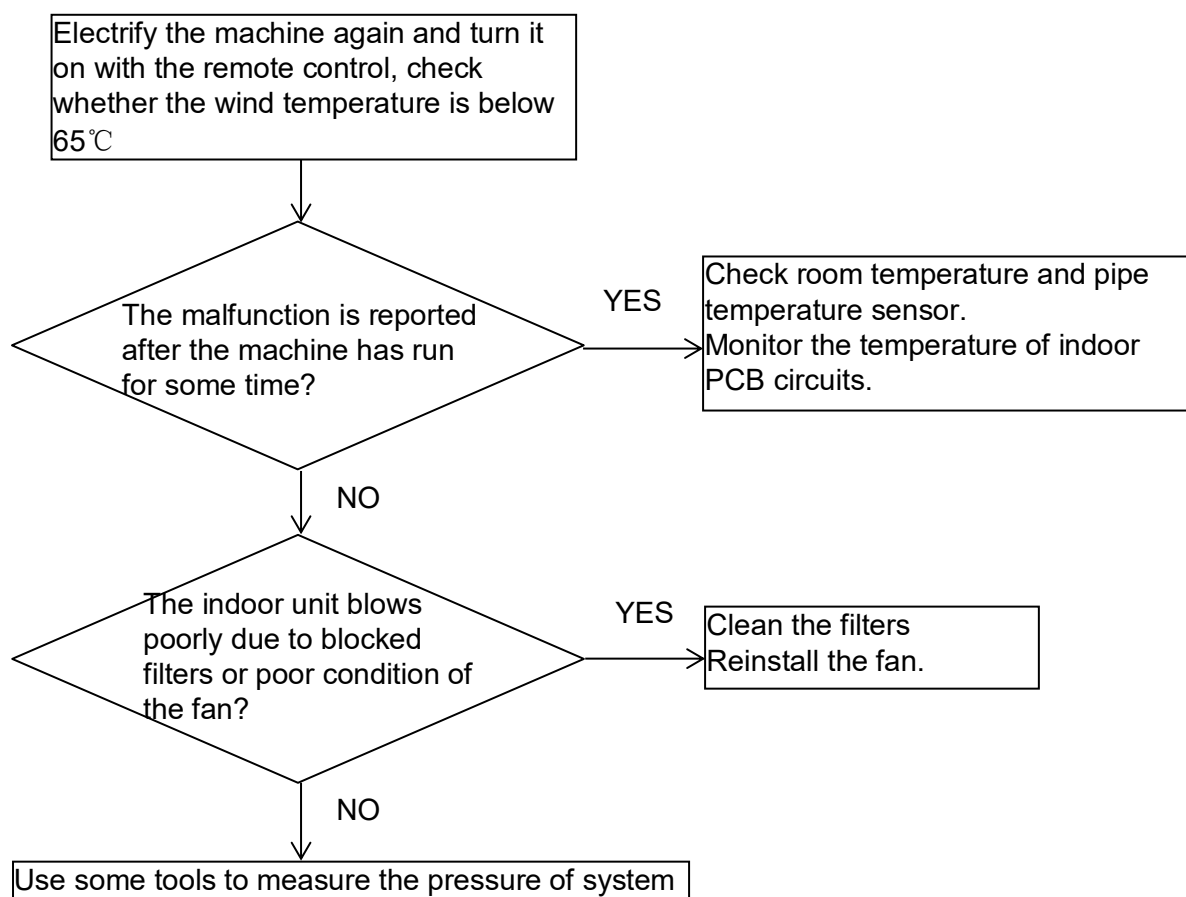 Electrify the machine again and turn it
on with the remote control, check
whether the wind temperature is below
65℃
The malfunction is reported
after the machine has run
for some time?
YES
Check room temperature and pipe
temperature sensor.
Monitor the temperature of indoor
PCB circuits.
NO
The indoor unit blows
poorly due to blocked
filters or poor condition of
the fan?
YES
Clean the filters
Reinstall the fan.
NO
Use some tools to measure the pressure of system